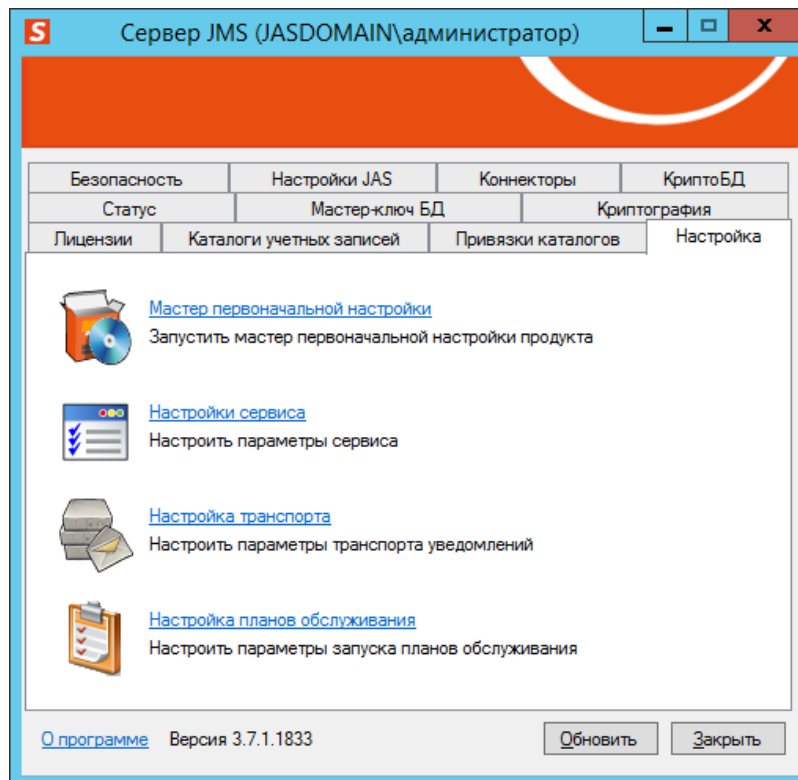 S Сервер JMS (JASDOMAIN\администратор)
Безопасность Настройки JAS Коннекторы КриптоБД
Статус Мастер-ключ БД Криптография
Лицензии Каталоги учетных записей Привязки каталогов Настройка
Мастер первоначальной настройки
Запустить мастер первоначальной настройки продукта
Настройки сервиса
Настроить параметры сервиса
Настройка транспорта
Настроить параметры транспорта уведомлений
Настройка планов обслуживания
Настроить параметры запуска планов обслуживания
О программе Версия 3.7.1.1833 Обновить Закрыть